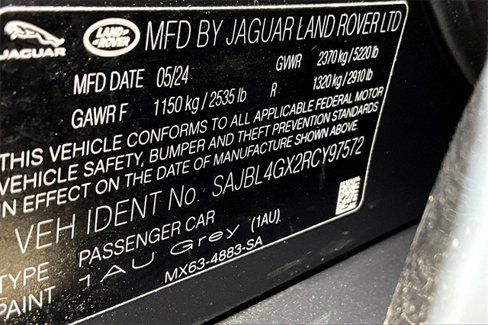 JAGUAR LAND ROVER MFD BY JAGUAR LAND ROVER LTD
MFD DATE 05/24 GVWR 2370 kg / 5220 lb
GAWR F 1150 kg / 2535 lb R 1320 kg / 2910 lb
THIS VEHICLE CONFORMS TO ALL APPLICABLE FEDERAL MOTOR
VEHICLE SAFETY, BUMPER AND THEFT PREVENTION STANDARDS
IN EFFECT ON THE DATE OF MANUFACTURE SHOWN ABOVE.
VEH IDENT No. SAJBL4GX2RCY97572
TYPE PASSENGER CAR
PAINT 1AU Grey (1AU)
MX63-4883-SA